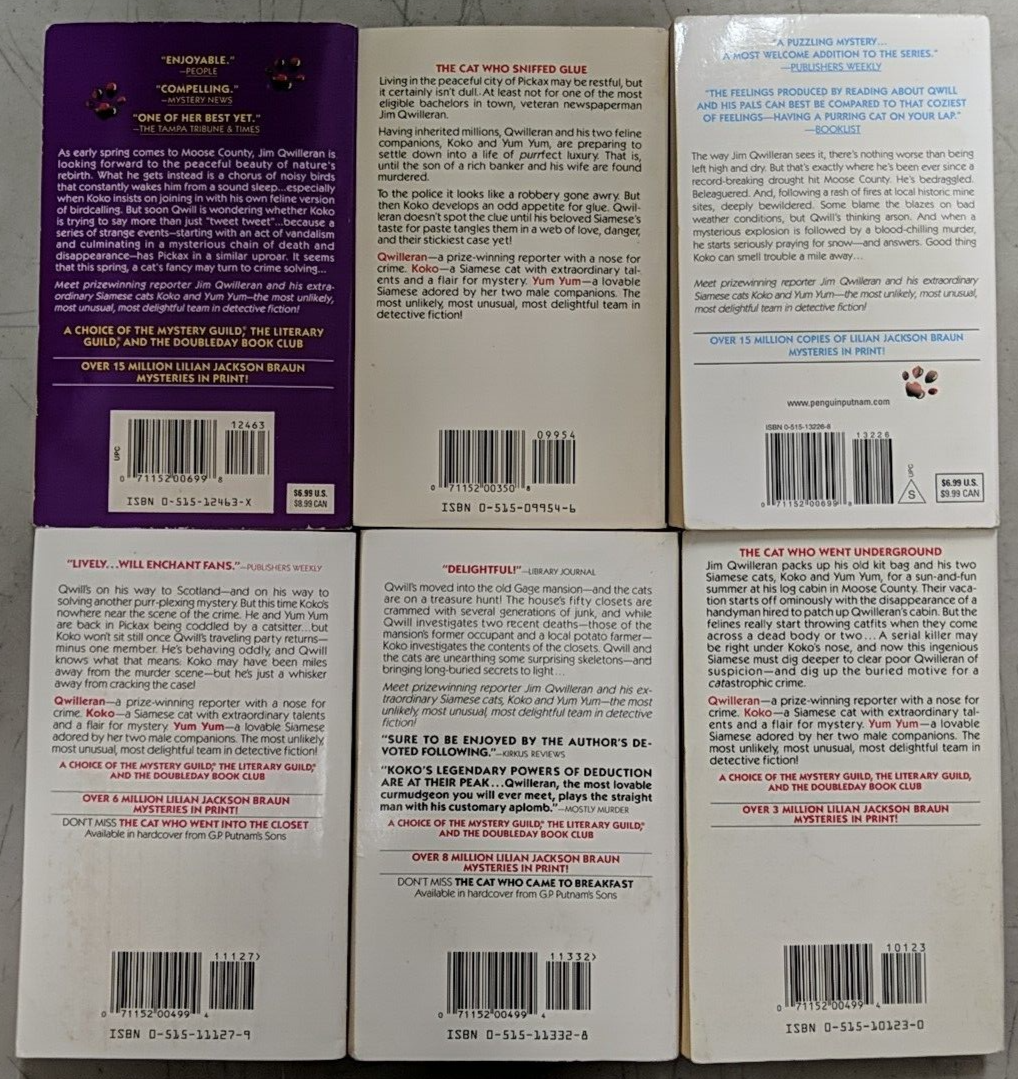 "ENJOYABLE."
—PEOPLE
"COMPELLING."
—MYSTERY NEWS
"ONE OF HER BEST YET."
—THE TAMPA TRIBUNE & TIMES
As early spring comes to Moose County, Jim Qwilleran is
looking forward to the peaceful beauty of nature's
rebirth. What he gets instead is a chorus of noisy birds
that constantly wakes him from a sound sleep...especially
when Koko insists on joining in with his own feline version
of birdcalling. But soon Qwill is wondering whether Koko
is trying to say more than just "tweet tweet"...because a
series of strange events—starting with an act of vandalism
and culminating in a mysterious chain of death and
disappearance—has Pickax in a similar uproar. It seems
that this spring, a cat's fancy may turn to crime solving...
Meet prizewinning reporter Jim Qwilleran and his extra-
ordinary Siamese cats Koko and Yum Yum—the most unlikely,
most unusual, most delightful team in detective fiction!
A CHOICE OF THE MYSTERY GUILD,® THE LITERARY
GUILD,® AND THE DOUBLEDAY BOOK CLUB
OVER 15 MILLION LILIAN JACKSON BRAUN
MYSTERIES IN PRINT!
12463
UPC
0 71152 00699 8
ISBN 0-515-12463-X
$6.99 U.S.
$8.99 CAN
THE CAT WHO SNIFFED GLUE
Living in the peaceful city of Pickax may be restful, but
it certainly isn't dull. At least not for one of the most
eligible bachelors in town, veteran newspaperman
Jim Qwilleran.
Having inherited millions, Qwilleran and his two feline
companions, Koko and Yum Yum, are preparing to
settle down into a life of purrfect luxury. That is,
until the son of a rich banker and his wife are found
murdered.
To the police it looks like a robbery gone awry. But
then Koko develops an odd appetite for glue. Qwil-
leran doesn't spot the clue until his beloved Siamese's
taste for paste tangles them in a web of love, danger,
and their stickiest case yet!
Qwilleran—a prize-winning reporter with a nose for
crime. Koko—a Siamese cat with extraordinary tal-
ents and a flair for mystery. Yum Yum—a lovable
Siamese adored by her two male companions. The
most unlikely, most unusual, most delightful team in
detective fiction!
09954
0 71152 00350 8
ISBN 0-515-09954-6
"A PUZZLING MYSTERY...
A MOST WELCOME ADDITION TO THE SERIES."
—PUBLISHERS WEEKLY
"THE FEELINGS PRODUCED BY READING ABOUT QWILL
AND HIS PALS CAN BEST BE COMPARED TO THAT COZIEST
OF FEELINGS—HAVING A PURRING CAT ON YOUR LAP."
—BOOKLIST
The way Jim Qwilleran sees it, there's nothing worse than being
left high and dry. But that's exactly where he's been ever since a
record-breaking drought hit Moose County. He's bedraggled.
Beleaguered. And, following a rash of fires at local historic mine
sites, deeply bewildered. Some blame the blazes on bad
weather conditions, but Qwill's thinking arson. And when a
mysterious explosion is followed by a blood-chilling murder,
he starts seriously praying for snow—and answers. Good thing
Koko can smell trouble a mile away...
Meet prizewinning reporter Jim Qwilleran and his extraordinary
Siamese cats Koko and Yum Yum—the most unlikely, most unusual,
most delightful team in detective fiction!
OVER 15 MILLION COPIES OF LILIAN JACKSON BRAUN
MYSTERIES IN PRINT!
www.penguinputnam.com
ISBN 0-515-13226-8
13226
0 71152 00699 8
UPC
S
$6.99 U.S.
$9.99 CAN
"LIVELY...WILL ENCHANT FANS."—PUBLISHERS WEEKLY
Qwill's on his way to Scotland—and on his way to
solving another purr-plexing mystery. But this time Koko's
nowhere near the scene of the crime. He and Yum Yum
are back in Pickax being coddled by a catsitter...but
Koko won't sit still once Qwill's traveling party returns—
minus one member. He's behaving oddly, and Qwill
knows what that means: Koko may have been miles
away from the murder scene—but he's just a whisker
away from cracking the case!
Qwilleran—a prize-winning reporter with a nose for
crime. Koko—a Siamese cat with extraordinary talents
and a flair for mystery. Yum Yum—a lovable Siamese
adored by her two male companions. The most unlikely,
most unusual, most delightful team in detective fiction!
A CHOICE OF THE MYSTERY GUILD,® THE LITERARY GUILD,®
AND THE DOUBLEDAY BOOK CLUB
OVER 6 MILLION LILIAN JACKSON BRAUN
MYSTERIES IN PRINT!
DON'T MISS THE CAT WHO WENT INTO THE CLOSET
Available in hardcover from G.P. Putnam's Sons
11127>
0 71152 00499 4
ISBN 0-515-11127-9
"DELIGHTFUL!"—LIBRARY JOURNAL
Qwill's moved into the old Gage mansion—and the cats
are on a treasure hunt! The house's fifty closets are
crammed with several generations of junk, and while
Qwill investigates two recent deaths—those of the
mansion's former occupant and a local potato farmer—
Koko investigates the contents of the closets. Qwill and
the cats are unearthing some surprising skeletons—and
bringing long-buried secrets to light...
Meet prizewinning reporter Jim Qwilleran and his ex-
traordinary Siamese cats, Koko and Yum Yum—the most
unlikely, most unusual, most delightful team in detective
fiction!
"SURE TO BE ENJOYED BY THE AUTHOR'S DE-
VOTED FOLLOWING."—KIRKUS REVIEWS
"KOKO'S LEGENDARY POWERS OF DEDUCTION
ARE AT THEIR PEAK...Qwilleran, the most lovable
curmudgeon you will ever meet, plays the straight
man with his customary aplomb."—MOSTLY MURDER
A CHOICE OF THE MYSTERY GUILD,® THE LITERARY GUILD,®
AND THE DOUBLEDAY BOOK CLUB
OVER 8 MILLION LILIAN JACKSON BRAUN
MYSTERIES IN PRINT!
DON'T MISS THE CAT WHO CAME TO BREAKFAST
Available in hardcover from G.P. Putnam's Sons
11332>
0 71152 00499 4
ISBN 0-515-11332-8
THE CAT WHO WENT UNDERGROUND
Jim Qwilleran packs up his old kit bag and his two
Siamese cats, Koko and Yum Yum, for a sun-and-fun
summer at his log cabin in Moose County. Their vaca-
tion starts off ominously with the disappearance of a
handyman hired to patch up Qwilleran's cabin. But the
felines really start throwing catfits when they come
across a dead body or two... A serial killer may
be right under Koko's nose, and now this ingenious
Siamese must dig deeper to clear poor Qwilleran of
suspicion—and dig up the buried motive for a
catastrophic crime.
Qwilleran—a prize-winning reporter with a nose for
crime. Koko—a Siamese cat with extraordinary tal-
ents and a flair for mystery. Yum Yum—a lovable
Siamese adored by her two male companions. The
most unlikely, most unusual, most delightful team in
detective fiction!
A CHOICE OF THE MYSTERY GUILD, THE LITERARY GUILD,
AND THE DOUBLEDAY BOOK CLUB
OVER 3 MILLION LILIAN JACKSON BRAUN
MYSTERIES IN PRINT!
10123
0 71152 00499 4
ISBN 0-515-10123-0